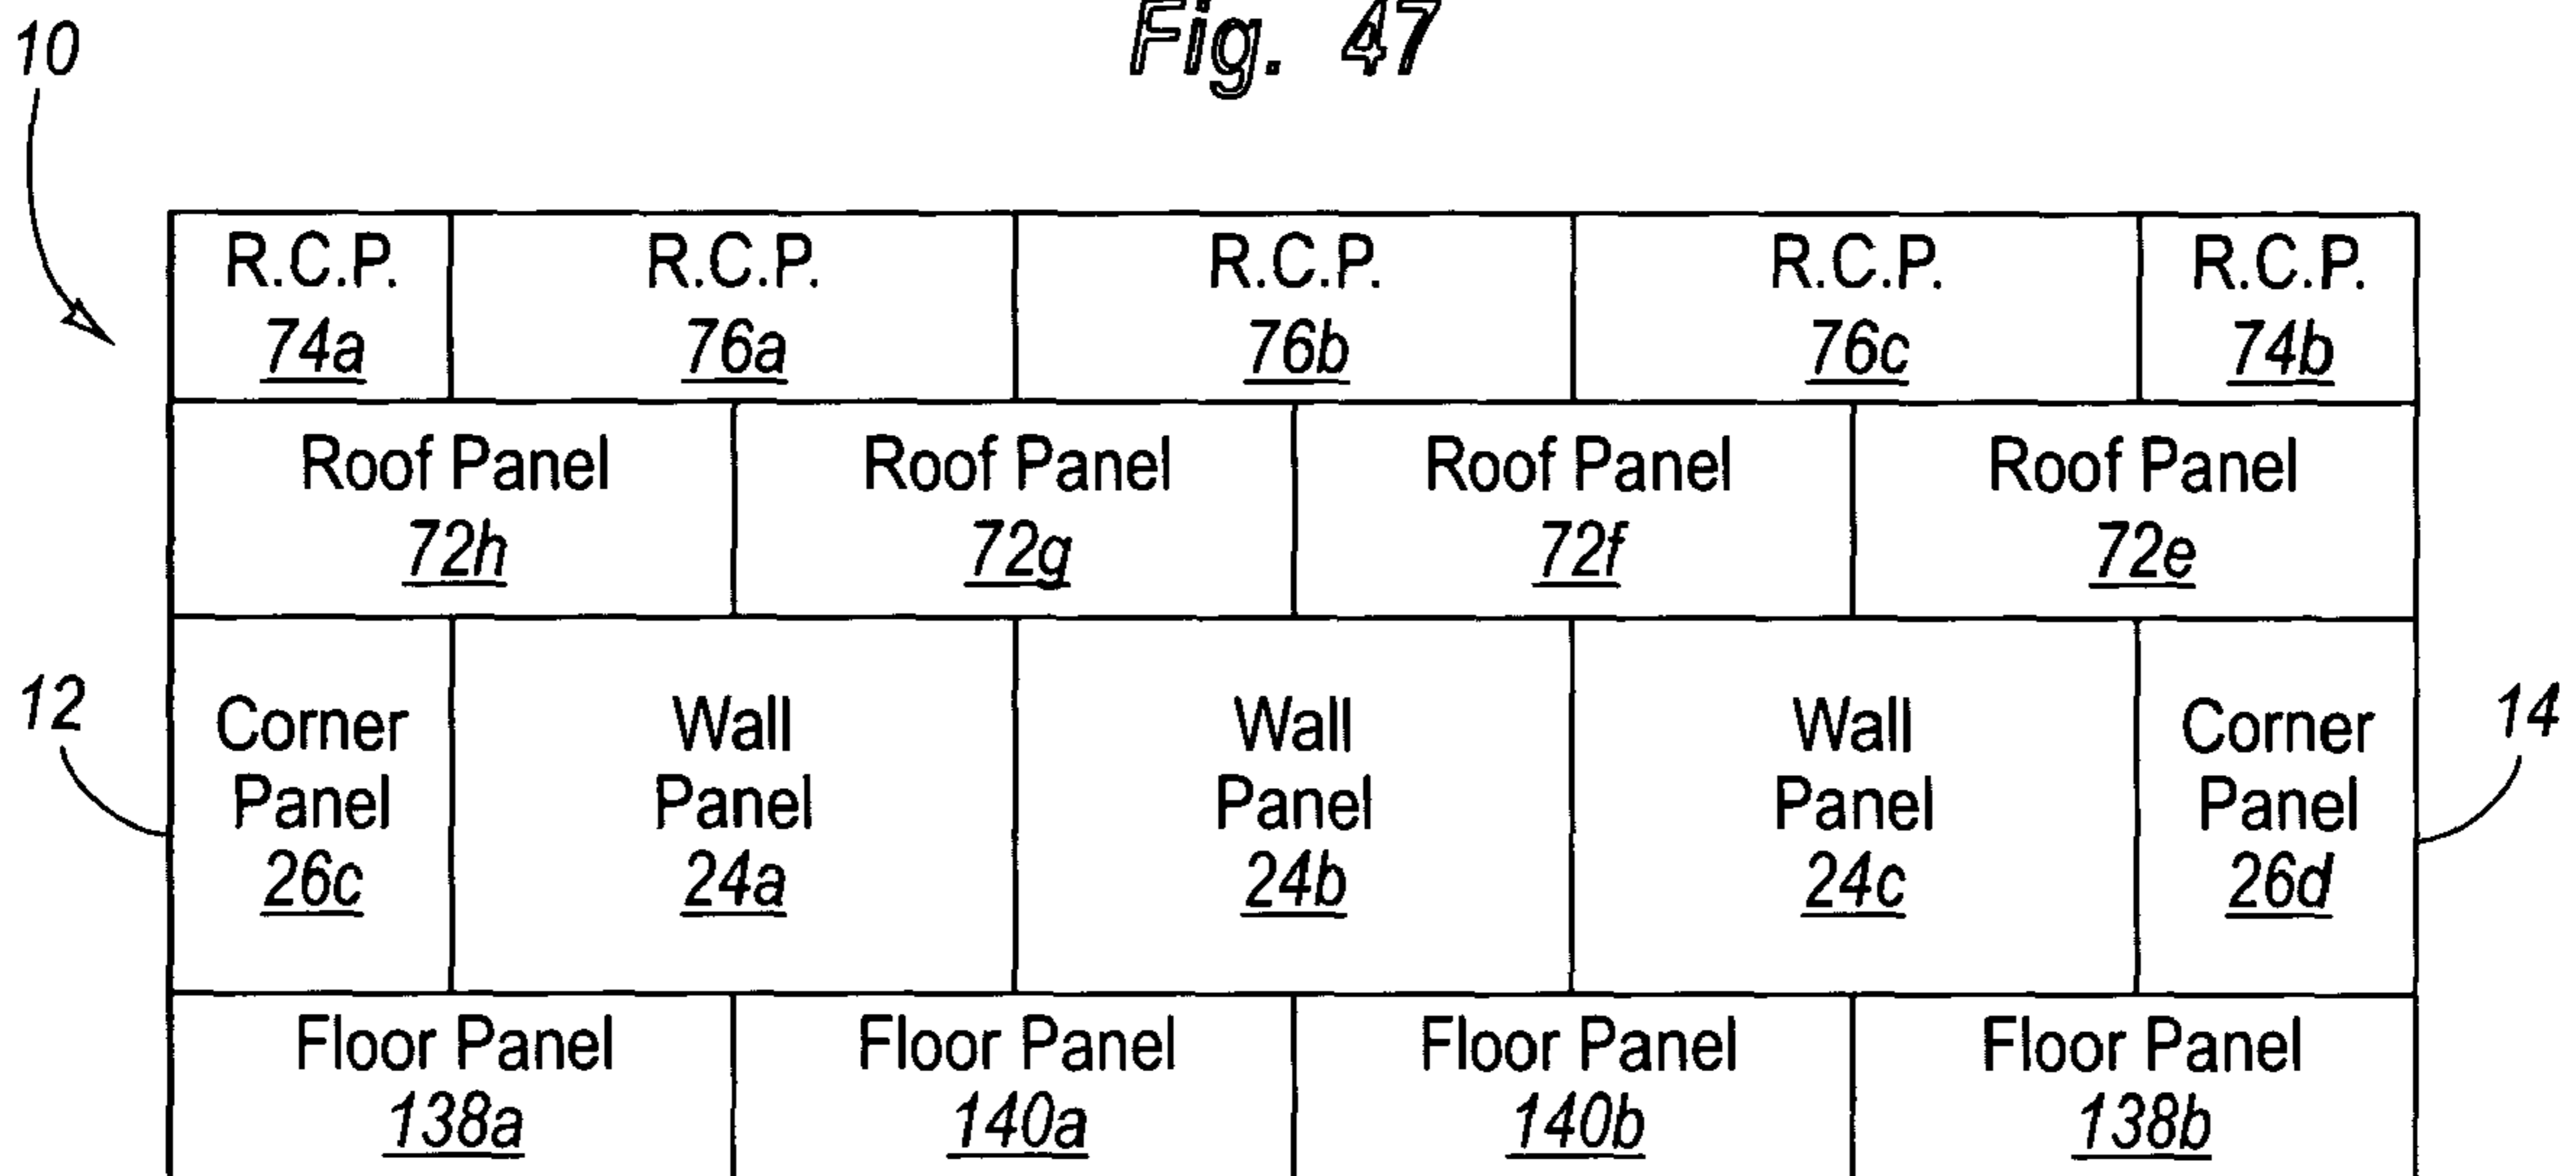 Fig. 47
10
R.C.P. R.C.P. R.C.P. R.C.P. R.C.P.
74a 76a 76b 76c 74b
Roof Panel Roof Panel Roof Panel Roof Panel
72h 72g 72f 72e
12
14
Corner Wall Wall Wall Corner
Panel Panel Panel Panel Panel
26c 24a 24b 24c 26d
Floor Panel Floor Panel Floor Panel Floor Panel
138a 140a 140b 138b